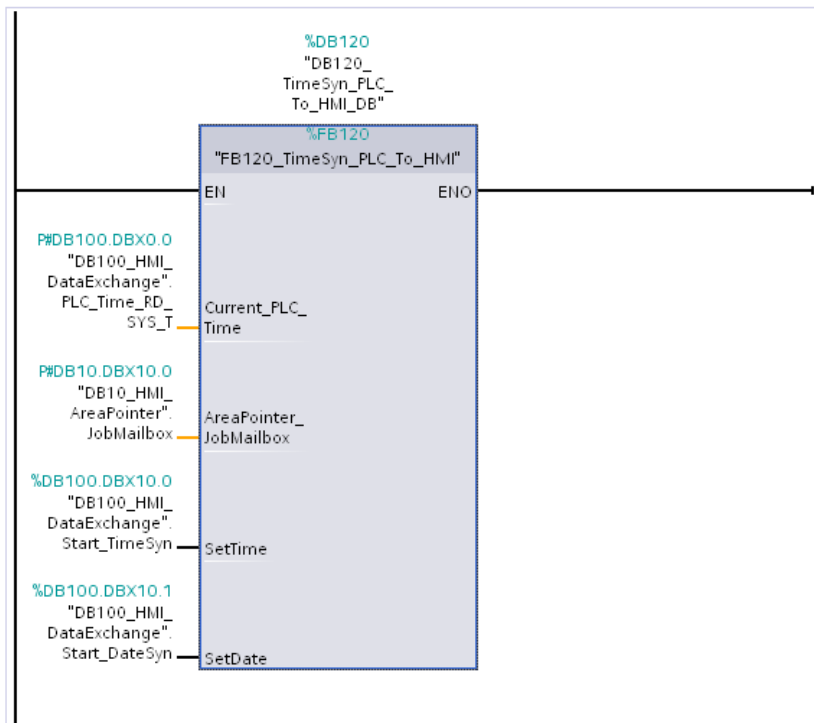 %DB120
"DB120_
TimeSyn_PLC_
To_HMI_DB"
%FB120
"FB120_TimeSyn_PLC_To_HMI"
EN ENO
P#DB100.DBX0.0
"DB100_HMI_
DataExchange".
PLC_Time_RD_
SYS_T
Current_PLC_
Time
P#DB10.DBX10.0
"DB10_HMI_
AreaPointer".
JobMailbox
AreaPointer_
JobMailbox
%DB100.DBX10.0
"DB100_HMI_
DataExchange".
Start_TimeSyn
SetTime
%DB100.DBX10.1
"DB100_HMI_
DataExchange".
Start_DateSyn
SetDate